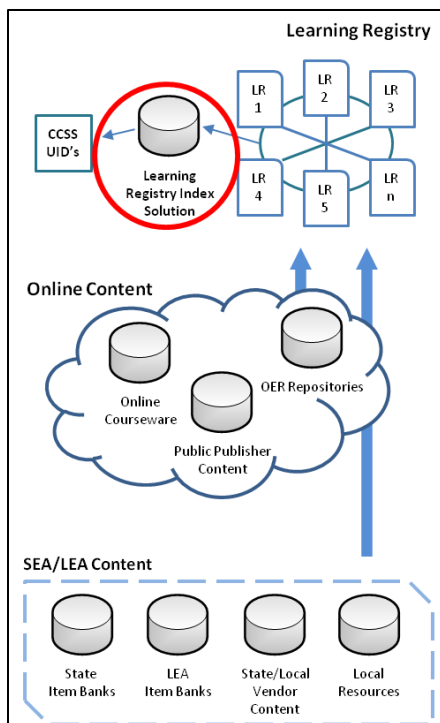 Learning Registry
LR
1
LR
2
LR
3
CCSS
UID's
Learning
Registry Index
Solution
LR
4
LR
5
LR
n
Online Content
Online
Courseware
OER Repositories
Public Publisher
Content
SEA/LEA Content
State
Item Banks
LEA
Item Banks
State/Local
Vendor
Content
Local
Resources